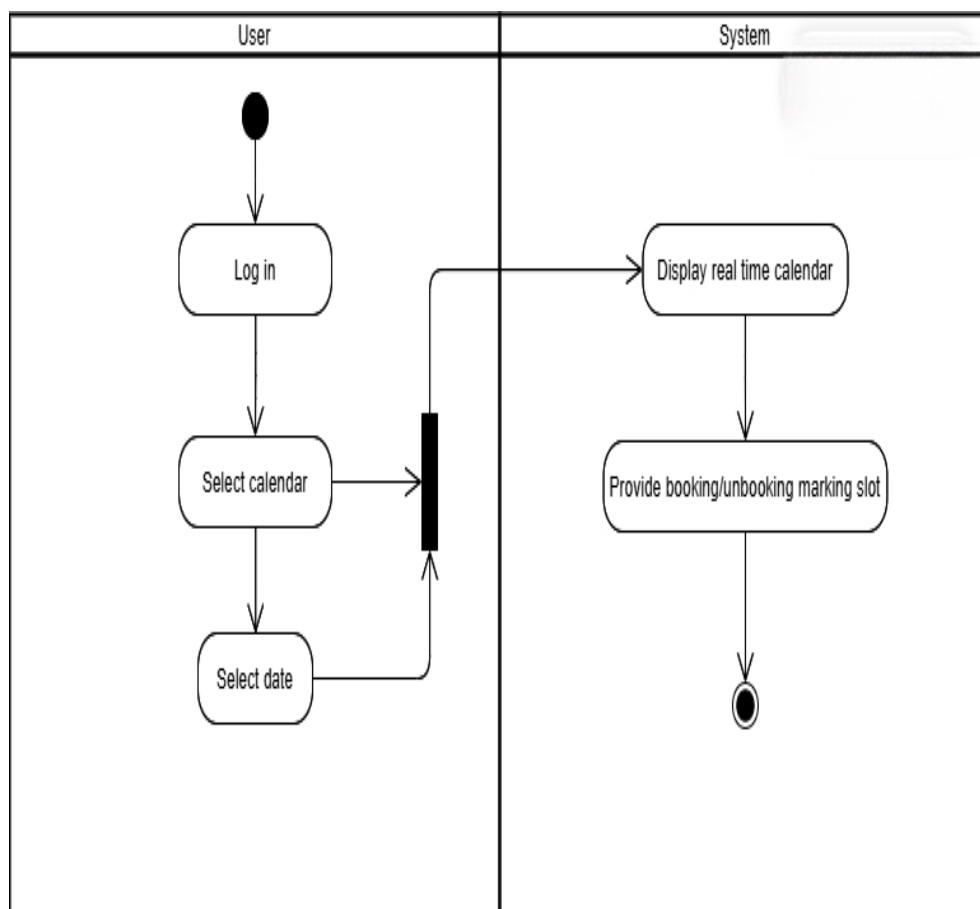 User
System
Log in
Display real time calendar
Select calendar
Provide booking/unbooking marking slot
Select date